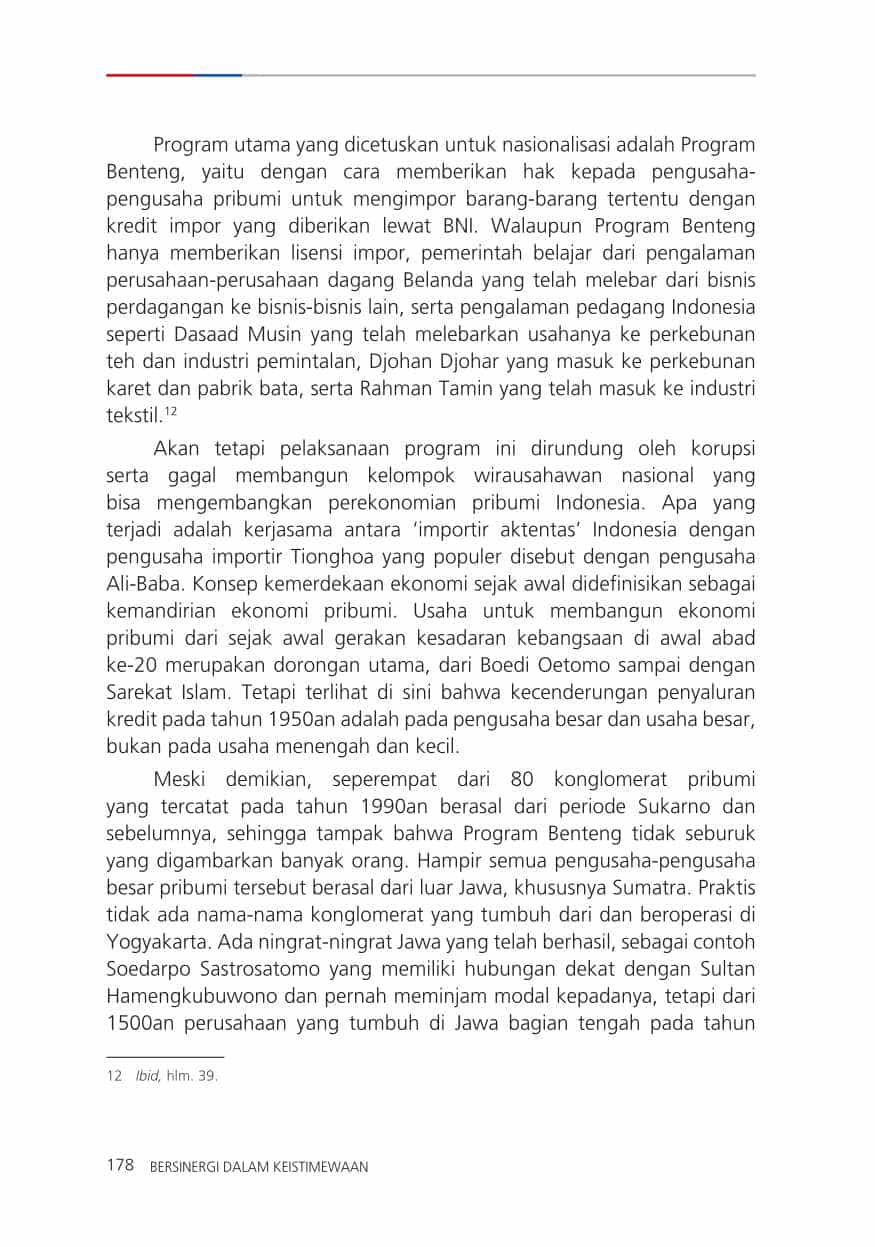 Program utama yang dicetuskan untuk nasionalisasi adalah Program
Benteng, yaitu dengan cara memberikan hak kepada pengusaha-
pengusaha pribumi untuk mengimpor barang-barang tertentu dengan
kredit impor yang diberikan lewat BNI. Walaupun Program Benteng
hanya memberikan lisensi impor, pemerintah belajar dari pengalaman
perusahaan-perusahaan dagang Belanda yang telah melebar dari bisnis
perdagangan ke bisnis-bisnis lain, serta pengalaman pedagang Indonesia
seperti Dasaad Musin yang telah melebarkan usahanya ke perkebunan
teh dan industri pemintalan, Djohan Djohar yang masuk ke perkebunan
karet dan pabrik bata, serta Rahman Tamin yang telah masuk ke industri
tekstil.12
Akan tetapi pelaksanaan program ini dirundung oleh korupsi
serta gagal membangun kelompok wirausahawan nasional yang
bisa mengembangkan perekonomian pribumi Indonesia. Apa yang
terjadi adalah kerjasama antara ‘importir aktentas’ Indonesia dengan
pengusaha importir Tionghoa yang populer disebut dengan pengusaha
Ali-Baba. Konsep kemerdekaan ekonomi sejak awal didefinisikan sebagai
kemandirian ekonomi pribumi. Usaha untuk membangun ekonomi
pribumi dari sejak awal gerakan kesadaran kebangsaan di awal abad
ke-20 merupakan dorongan utama, dari Boedi Oetomo sampai dengan
Sarekat Islam. Tetapi terlihat di sini bahwa kecenderungan penyaluran
kredit pada tahun 1950an adalah pada pengusaha besar dan usaha besar,
bukan pada usaha menengah dan kecil.
Meski demikian, seperempat dari 80 konglomerat pribumi
yang tercatat pada tahun 1990an berasal dari periode Sukarno dan
sebelumnya, sehingga tampak bahwa Program Benteng tidak seburuk
yang digambarkan banyak orang. Hampir semua pengusaha-pengusaha
besar pribumi tersebut berasal dari luar Jawa, khususnya Sumatra. Praktis
tidak ada nama-nama konglomerat yang tumbuh dari dan beroperasi di
Yogyakarta. Ada ningrat-ningrat Jawa yang telah berhasil, sebagai contoh
Soedarpo Sastrosatomo yang memiliki hubungan dekat dengan Sultan
Hamengkubuwono dan pernah meminjam modal kepadanya, tetapi dari
1500an perusahaan yang tumbuh di Jawa bagian tengah pada tahun
12 Ibid, hlm. 39.
178 BERSINERGI DALAM KEISTIMEWAAN